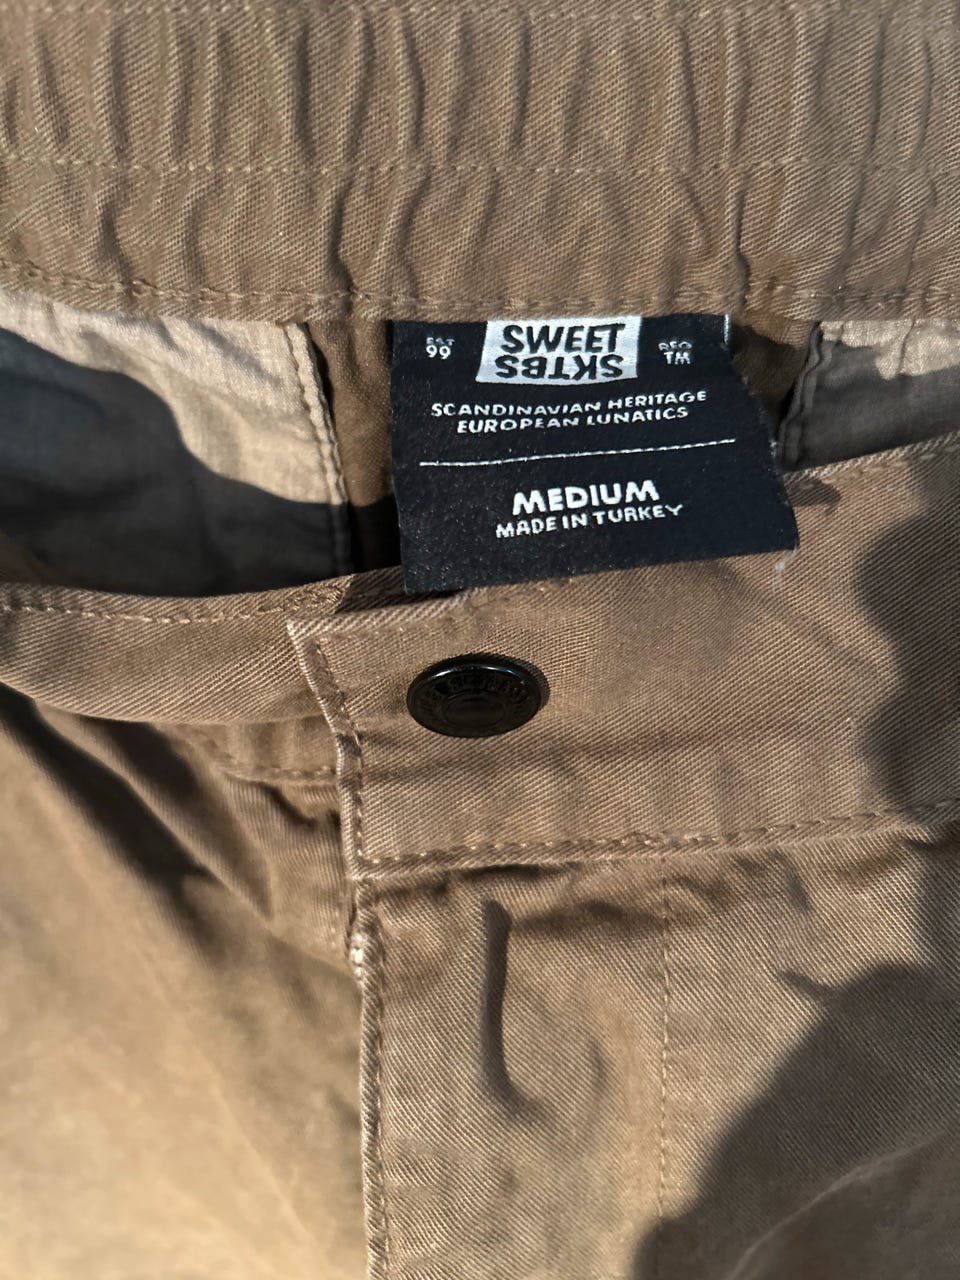 EST
99
SWEET
SKTBS
REG
TM
SCANDINAVIAN HERITAGE
EUROPEAN LUNATICS
MEDIUM
MADE IN TURKEY